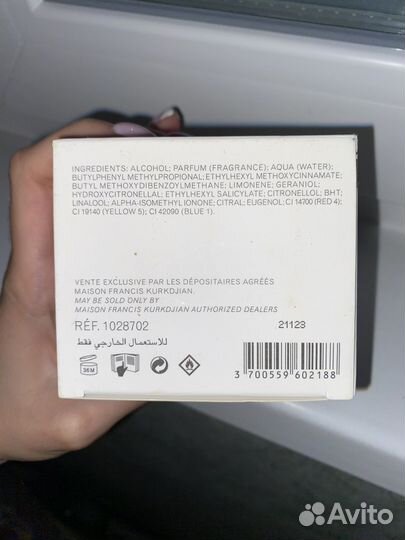 INGREDIENTS: ALCOHOL; PARFUM (FRAGRANCE); AQUA (WATER);
BUTYLPHENYL METHYLPROPIONAL; ETHYLHEXYL METHOXYCINNAMATE;
BUTYL METHOXYDIBENZOYLMETHANE; LIMONENE; GERANIOL;
HYDROXYCITRONELLAL; ETHYLHEXYL SALICYLATE; CITRONELLOL; BHT;
LINALOOL; ALPHA-ISOMETHYL IONONE; CITRAL; EUGENOL; CI 14700 (RED 4);
CI 19140 (YELLOW 5); CI 42090 (BLUE 1).
VENTE EXCLUSIVE PAR LES DÉPOSITAIRES AGRÉÉS
MAISON FRANCIS KURKDJIAN.
MAY BE SOLD ONLY BY
MAISON FRANCIS KURKDJIAN AUTHORIZED DEALERS
RÉF. 1028702
21123
للاستعمال الخارجي فقط
36M
3 700559 602188
Avito